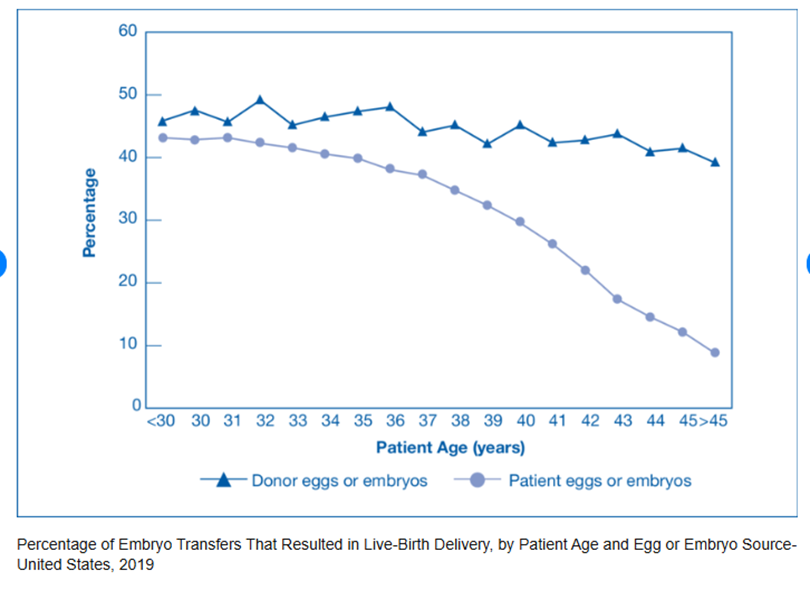 60
50
40
30
20
10
0
Percentage
<30 30 31 32 33 34 35 36 37 38 39 40 41 42 43 44 45 >45
Patient Age (years)
Donor eggs or embryos Patient eggs or embryos
Percentage of Embryo Transfers That Resulted in Live-Birth Delivery, by Patient Age and Egg or Embryo Source-
United States, 2019